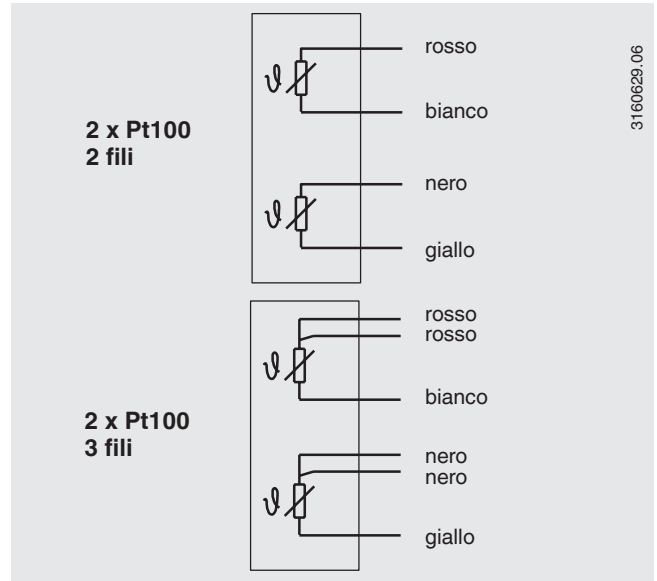 rosso
bianco
2 x Pt100
2 fili
nero
giallo
3160629.06
rosso
rosso
bianco
2 x Pt100
3 fili
nero
nero
giallo
ϑ
ϑ
ϑ
ϑ